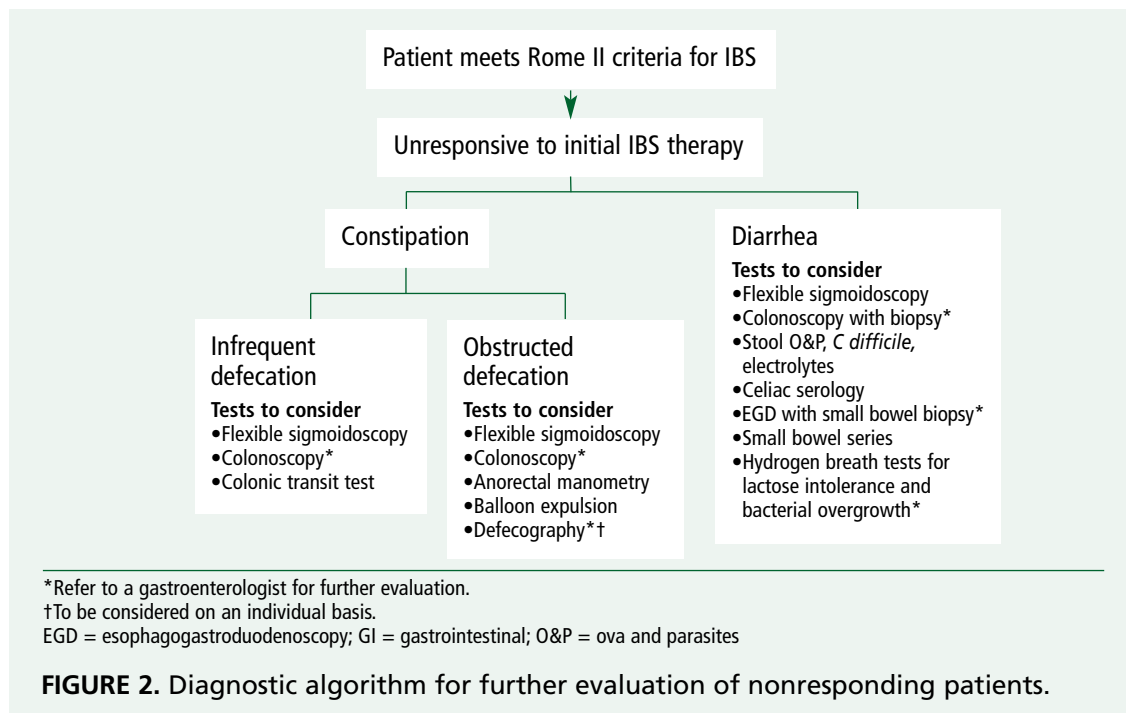 Patient meets Rome II criteria for IBS
Unresponsive to initial IBS therapy
Constipation
Infrequent
defecation
Tests to consider
•Flexible sigmoidoscopy
•Colonoscopy*
•Colonic transit test
Obstructed
defecation
Tests to consider
•Flexible sigmoidoscopy
•Colonoscopy*
•Anorectal manometry
•Balloon expulsion
•Defecography*†
Diarrhea
Tests to consider
•Flexible sigmoidoscopy
•Colonoscopy with biopsy*
•Stool O&P, C difficile,
electrolytes
•Celiac serology
•EGD with small bowel biopsy*
•Small bowel series
•Hydrogen breath tests for
lactose intolerance and
bacterial overgrowth*
*Refer to a gastroenterologist for further evaluation.
†To be considered on an individual basis.
EGD = esophagogastroduodenoscopy; GI = gastrointestinal; O&P = ova and parasites
FIGURE 2. Diagnostic algorithm for further evaluation of nonresponding patients.